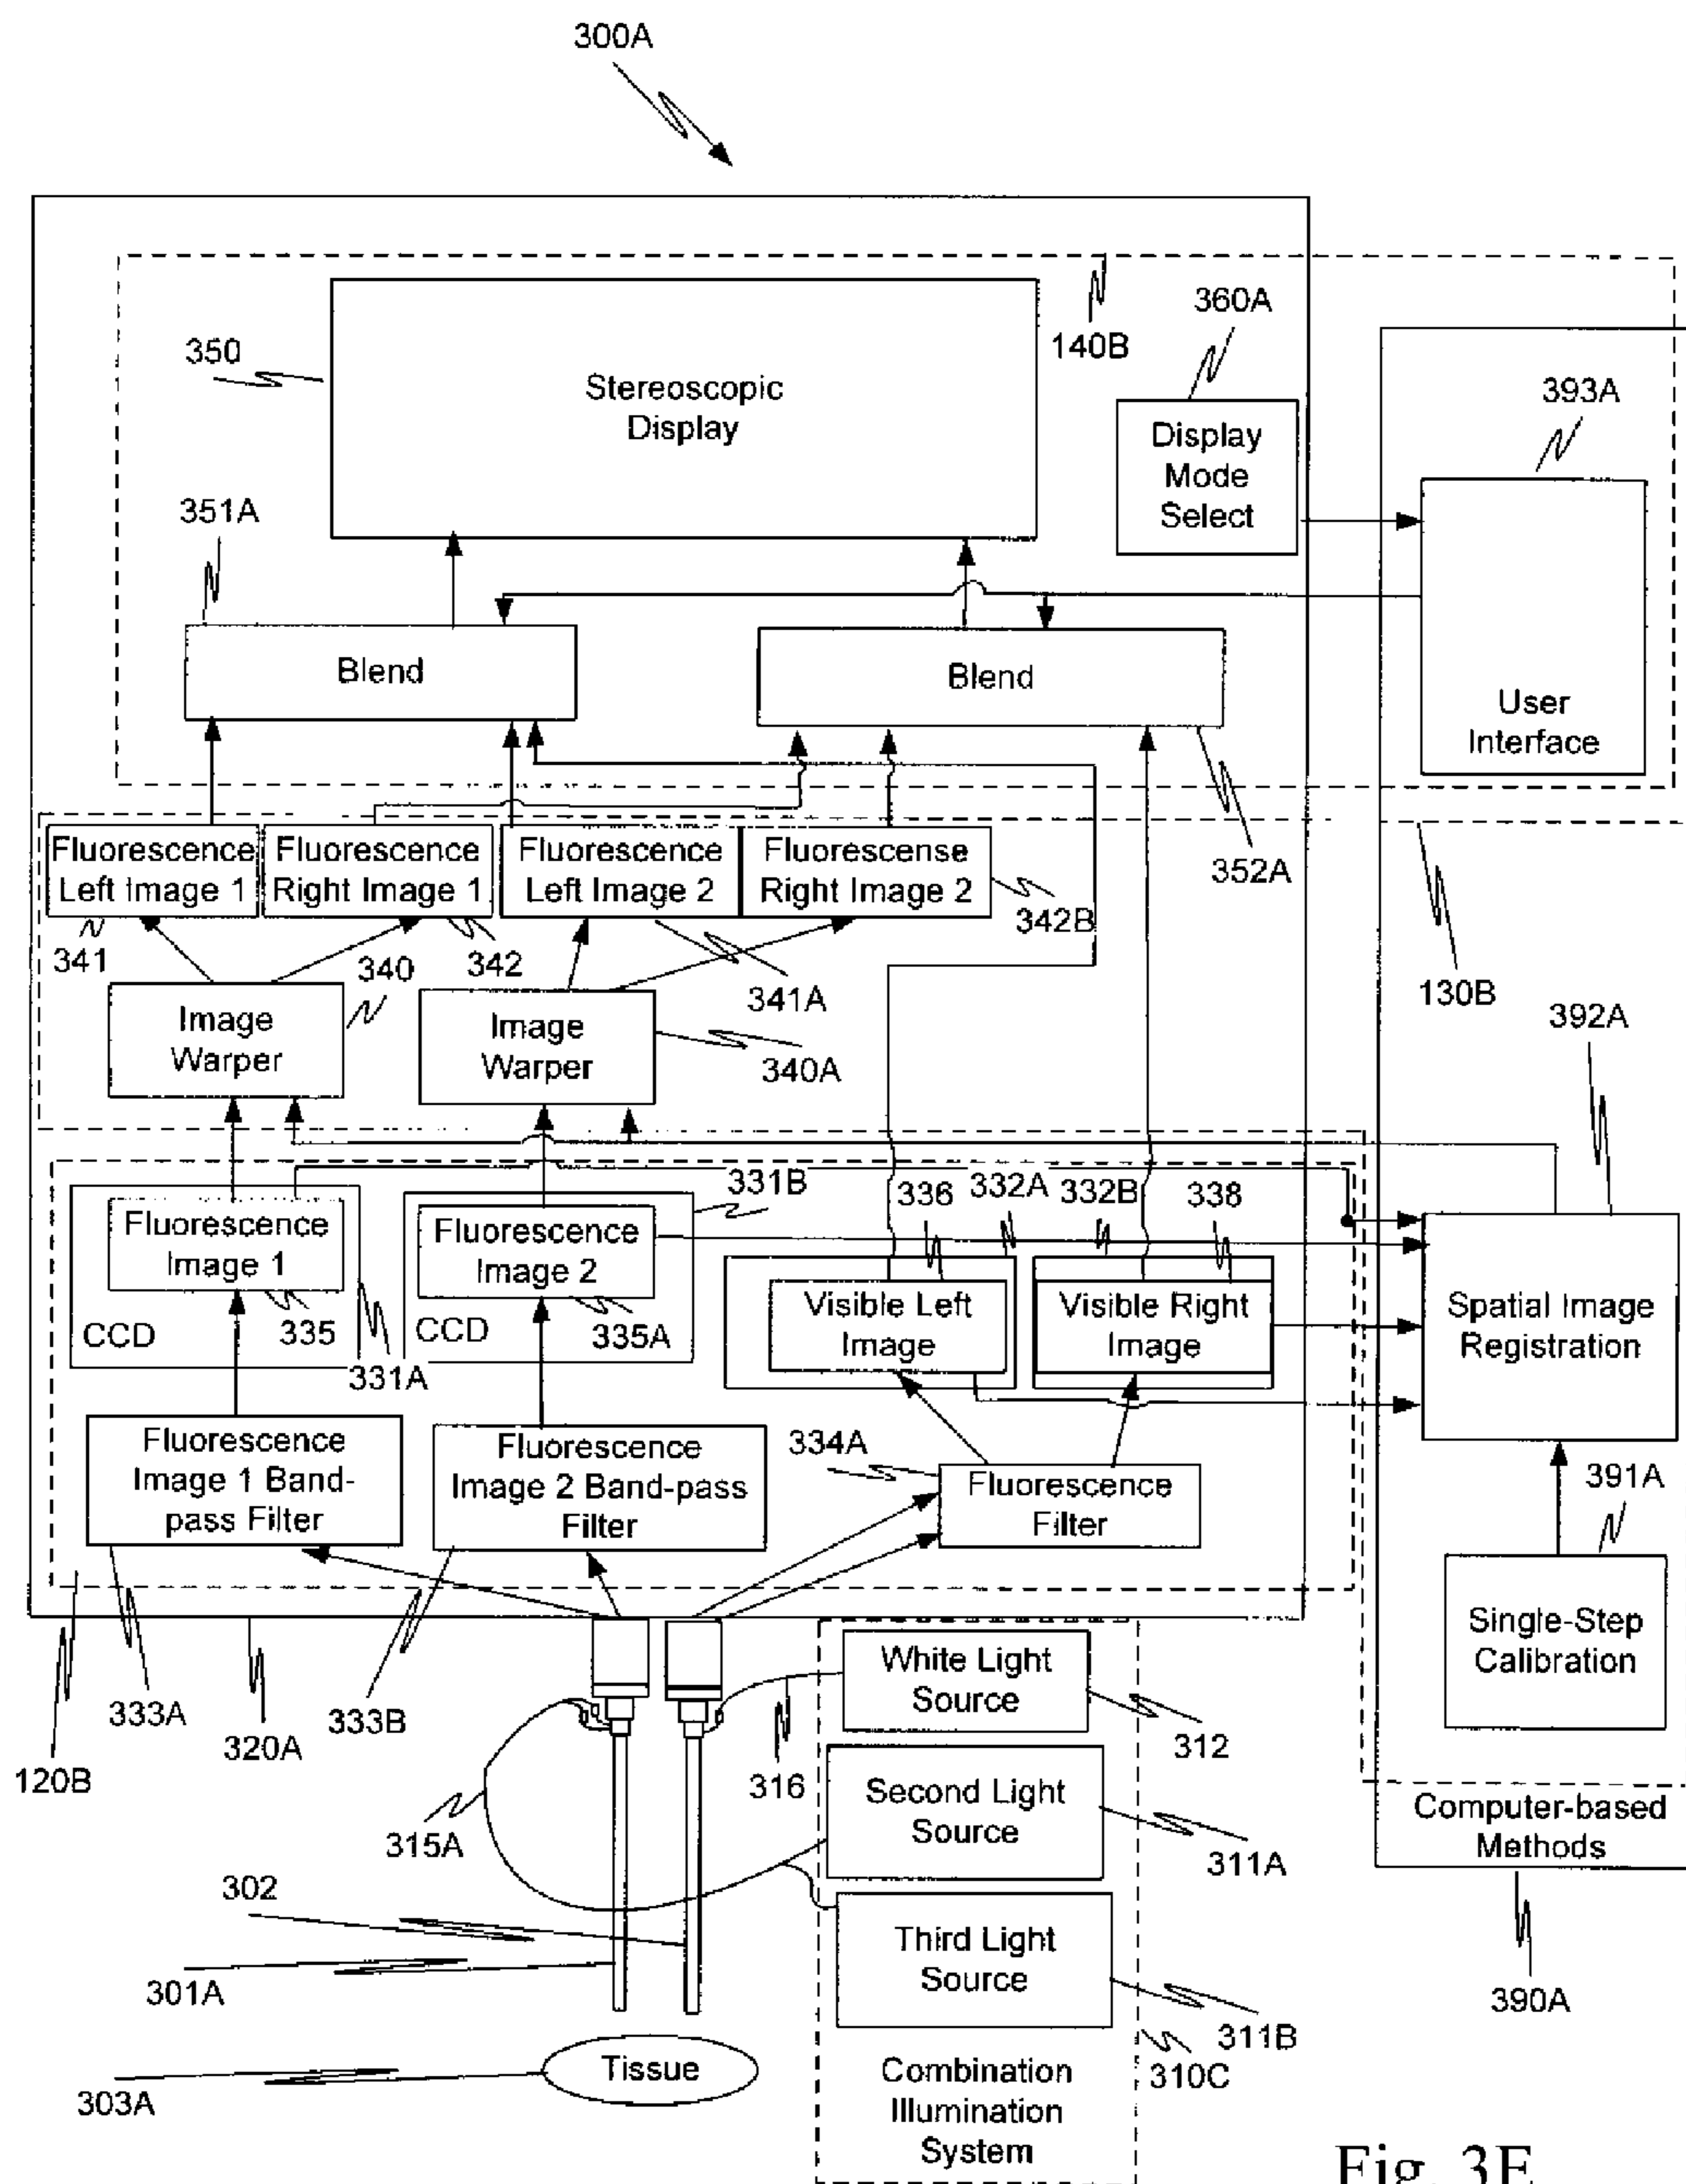 300A
140B
360A
350
Stereoscopic
Display
Display
Mode
Select
393A
351A
Blend
Blend
User
Interface
Fluorescence
Left Image 1
Fluorescence
Right Image 1
Fluorescence
Left Image 2
Fluorescense
Right Image 2
352A
342B
341
340
342
341A
130B
Image
Warper
Image
Warper
340A
392A
331B
336
332A
332B
338
Fluorescence
Image 1
Fluorescence
Image 2
CCD
335
CCD
335A
331A
Visible Left
Image
Visible Right
Image
Spatial Image
Registration
Fluorescence
Image 1 Band-
pass Filter
Fluorescence
Image 2 Band-pass
Filter
334A
Fluorescence
Filter
391A
Single-Step
Calibration
333A
333B
320A
120B
White Light
Source
312
316
315A
Second Light
Source
311A
Computer-based
Methods
302
301A
Third Light
Source
311B
390A
303A
Tissue
310C
Combination
Illumination
System
Fig. 3E